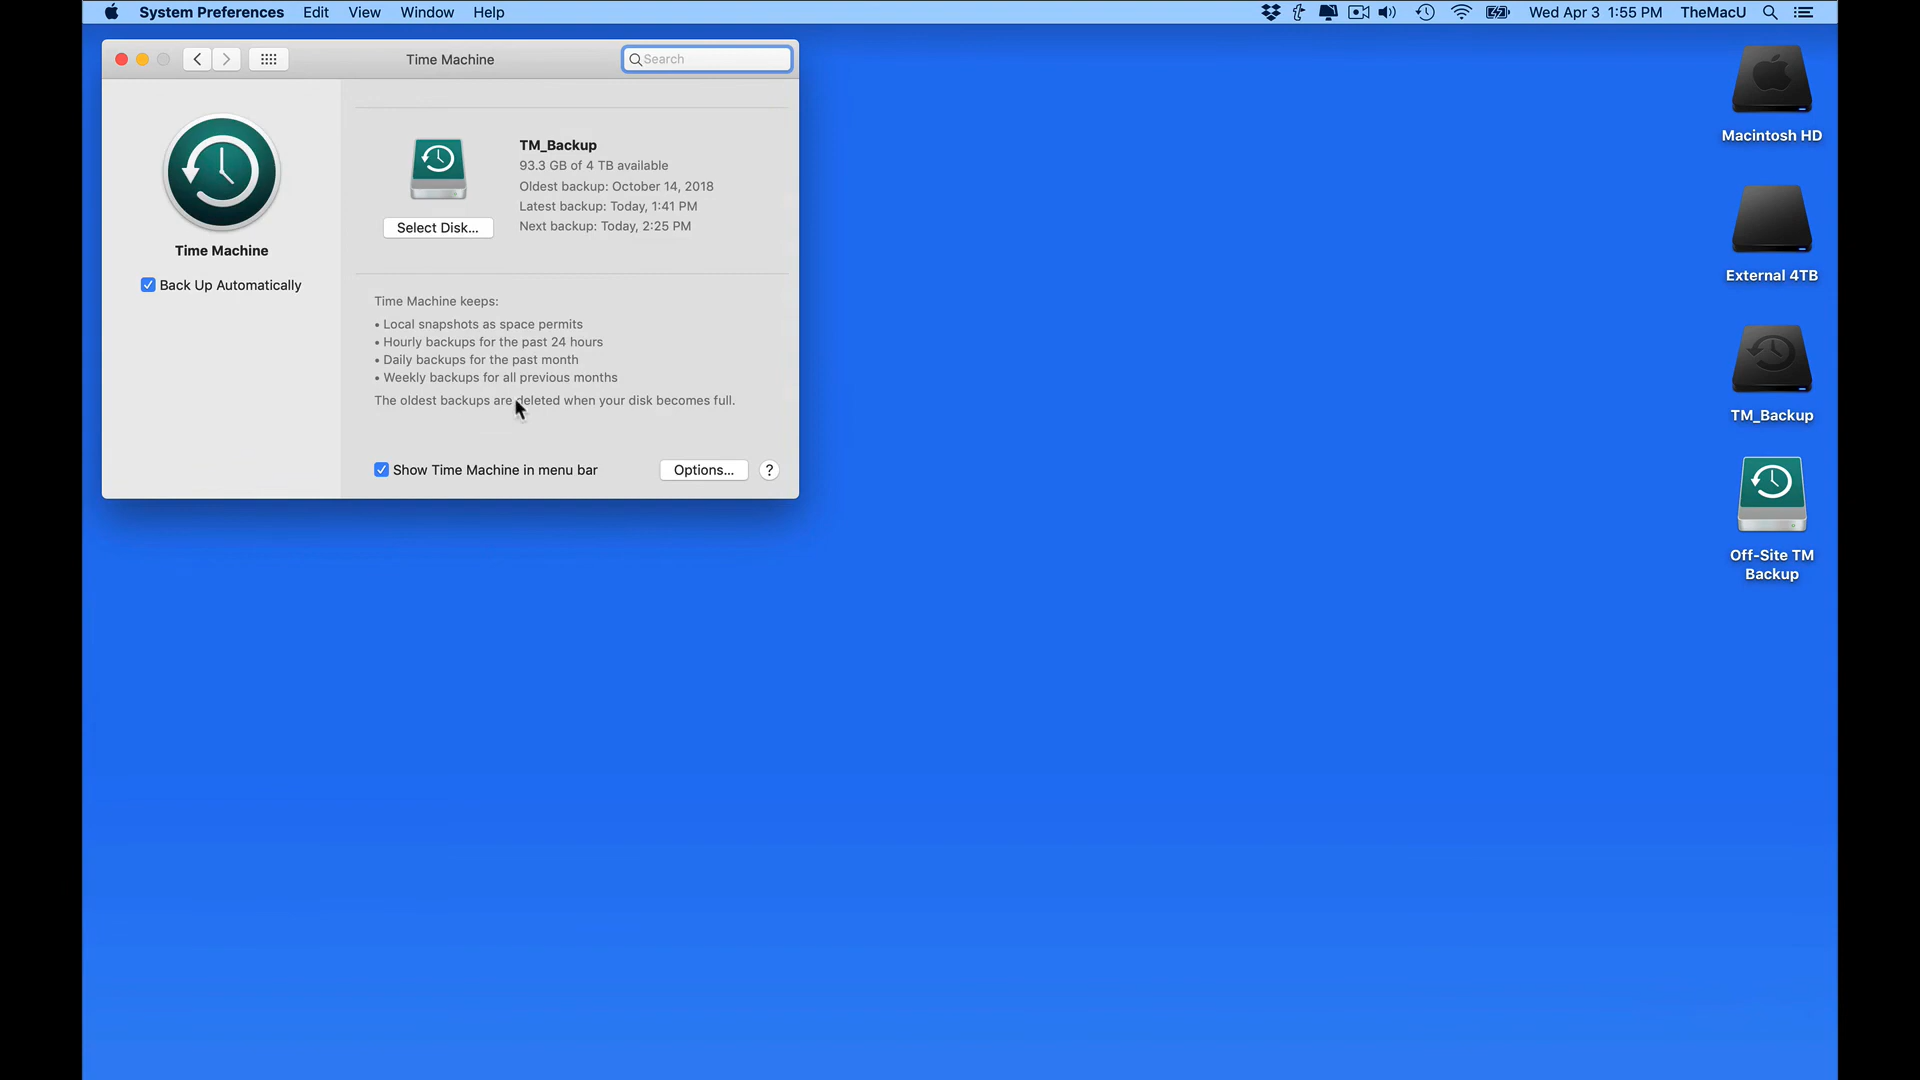 System Preferences Edit View Window Help Wed Apr 3 1:55 PM TheMacU
Time Machine
Search
TM_Backup
93.3 GB of 4 TB available
Oldest backup: October 14, 2018
Latest backup: Today, 1:41 PM
Next backup: Today, 2:25 PM
Select Disk...
Time Machine
Back Up Automatically
Time Machine keeps:
• Local snapshots as space permits
• Hourly backups for the past 24 hours
• Daily backups for the past month
• Weekly backups for all previous months
The oldest backups are deleted when your disk becomes full.
Show Time Machine in menu bar
Options...
?
Macintosh HD
External 4TB
TM_Backup
Off-Site TM
Backup